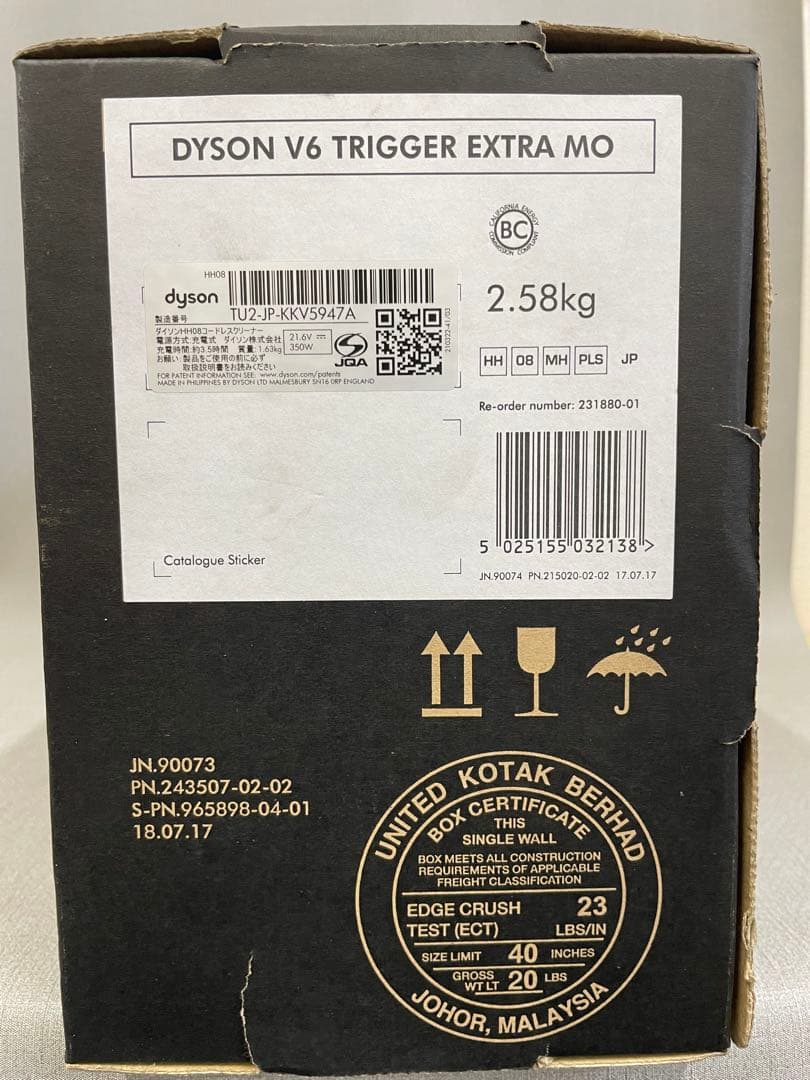 DYSON V6 TRIGGER EXTRA MO
CALIFORNIA ENERGY COMMISSION COMPLIANT
BC
HH08
dyson
TU2-JP-KKV5947A
製造番号
ダイソンHH08コードレスクリーナー
電源方式:充電式 ダイソン株式会社
充電時間:約3.5時間 質量:1.63kg
お願い:製品をご使用の前に必ず
取扱説明書をお読みください
21.6V
350W
JQA
210322-41/03
FOR PATENT INFORMATION SEE: www.dyson.com/patents
MADE IN PHILIPPINES BY DYSON LTD MALMESBURY SN16 0RP ENGLAND
2.58kg
HH 08 MH PLS JP
Re-order number: 231880-01
5 025155 032138 >
JN.90074 PN.215020-02-02 17.07.17
Catalogue Sticker
JN.90073
PN.243507-02-02
S-PN.965898-04-01
18.07.17
UNITED KOTAK BERHAD
BOX CERTIFICATE
THIS
SINGLE WALL
BOX MEETS ALL CONSTRUCTION
REQUIREMENTS OF APPLICABLE
FREIGHT CLASSIFICATION
EDGE CRUSH 23
TEST (ECT) LBS/IN
SIZE LIMIT 40 INCHES
GROSS WT LT 20 LBS
JOHOR, MALAYSIA